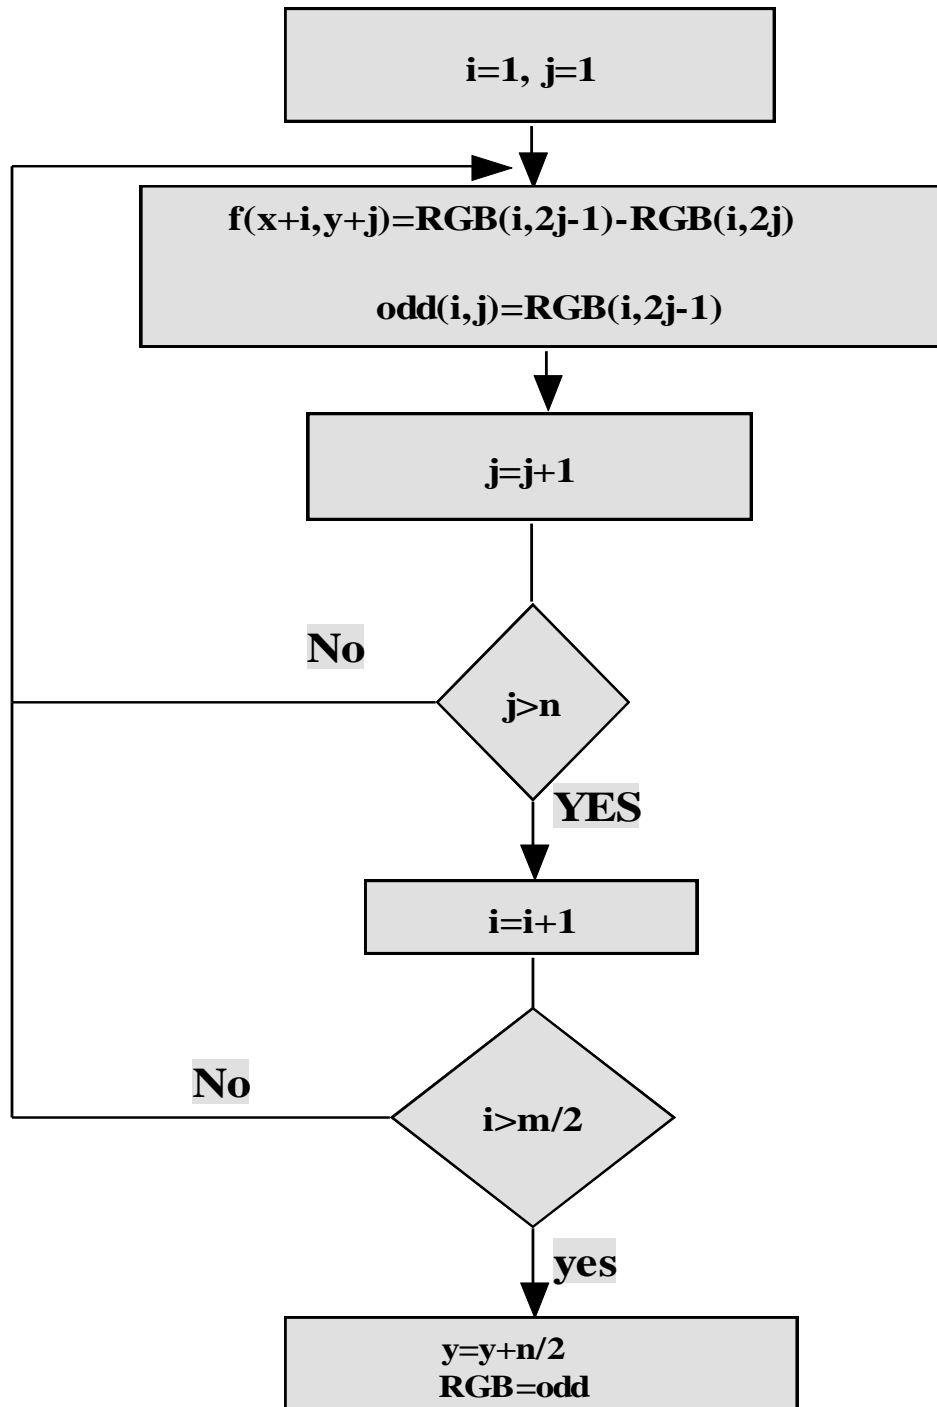 i=1, j=1
f(x+i,y+j)=RGB(i,2j-1)-RGB(i,2j)
odd(i,j)=RGB(i,2j-1)
j=j+1
No
j>n
YES
i=i+1
No
i>m/2
yes
y=y+n/2
RGB=odd